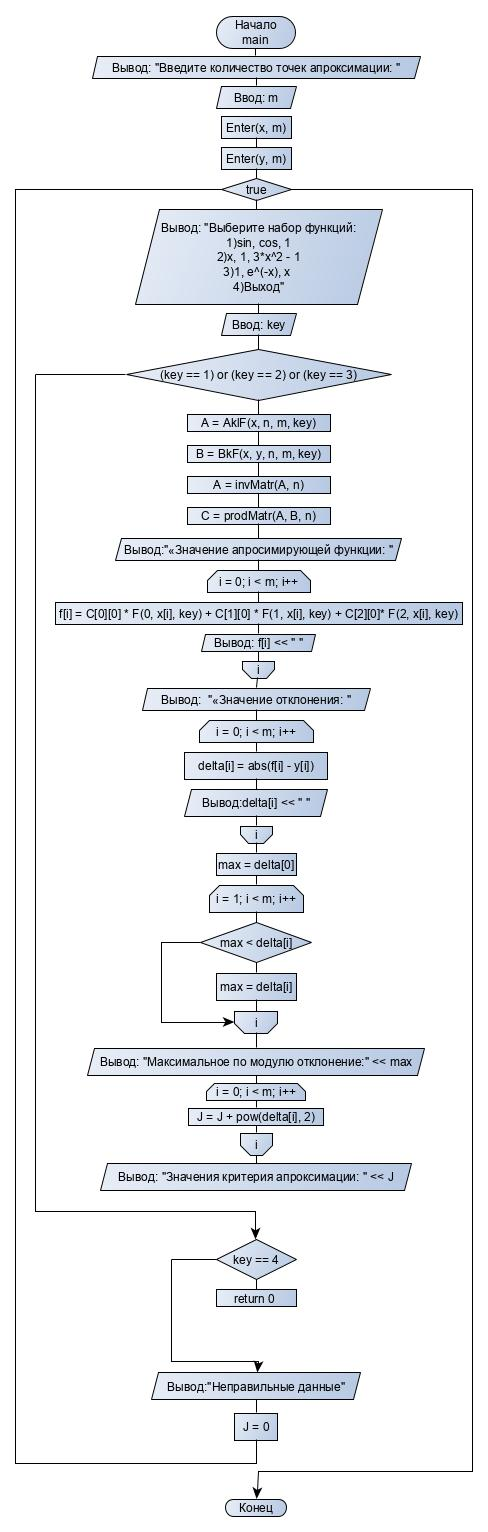 Начало
main
Вывод: "Введите количество точек апроксимации: "
Ввод: m
Enter(x, m)
Enter(y, m)
true
Вывод: "Выберите набор функций:
1)sin, cos, 1
2)x, 1, 3*x^2 - 1
3)1, e^(-x), x
4)Выход"
Ввод: key
(key == 1) or (key == 2) or (key == 3)
A = AklF(x, n, m, key)
B = BkF(x, y, n, m, key)
A = invMatr(A, n)
C = prodMatr(A, B, n)
Вывод:"«Значение апросимирующей функции: "
i = 0; i < m; i++
f[i] = C[0][0] * F(0, x[i], key) + C[1][0] * F(1, x[i], key) + C[2][0]* F(2, x[i], key)
Вывод: f[i] << " "
i
Вывод: "«Значение отклонения: "
i = 0; i < m; i++
delta[i] = abs(f[i] - y[i])
Вывод:delta[i] << " "
i
max = delta[0]
i = 1; i < m; i++
max < delta[i]
max = delta[i]
i
Вывод: "Максимальное по модулю отклонение:" << max
i = 0; i < m; i++
J = J + pow(delta[i], 2)
i
Вывод: "Значения критерия апроксимации: " << J
key == 4
return 0
Вывод:"Неправильные данные"
J = 0
Конец